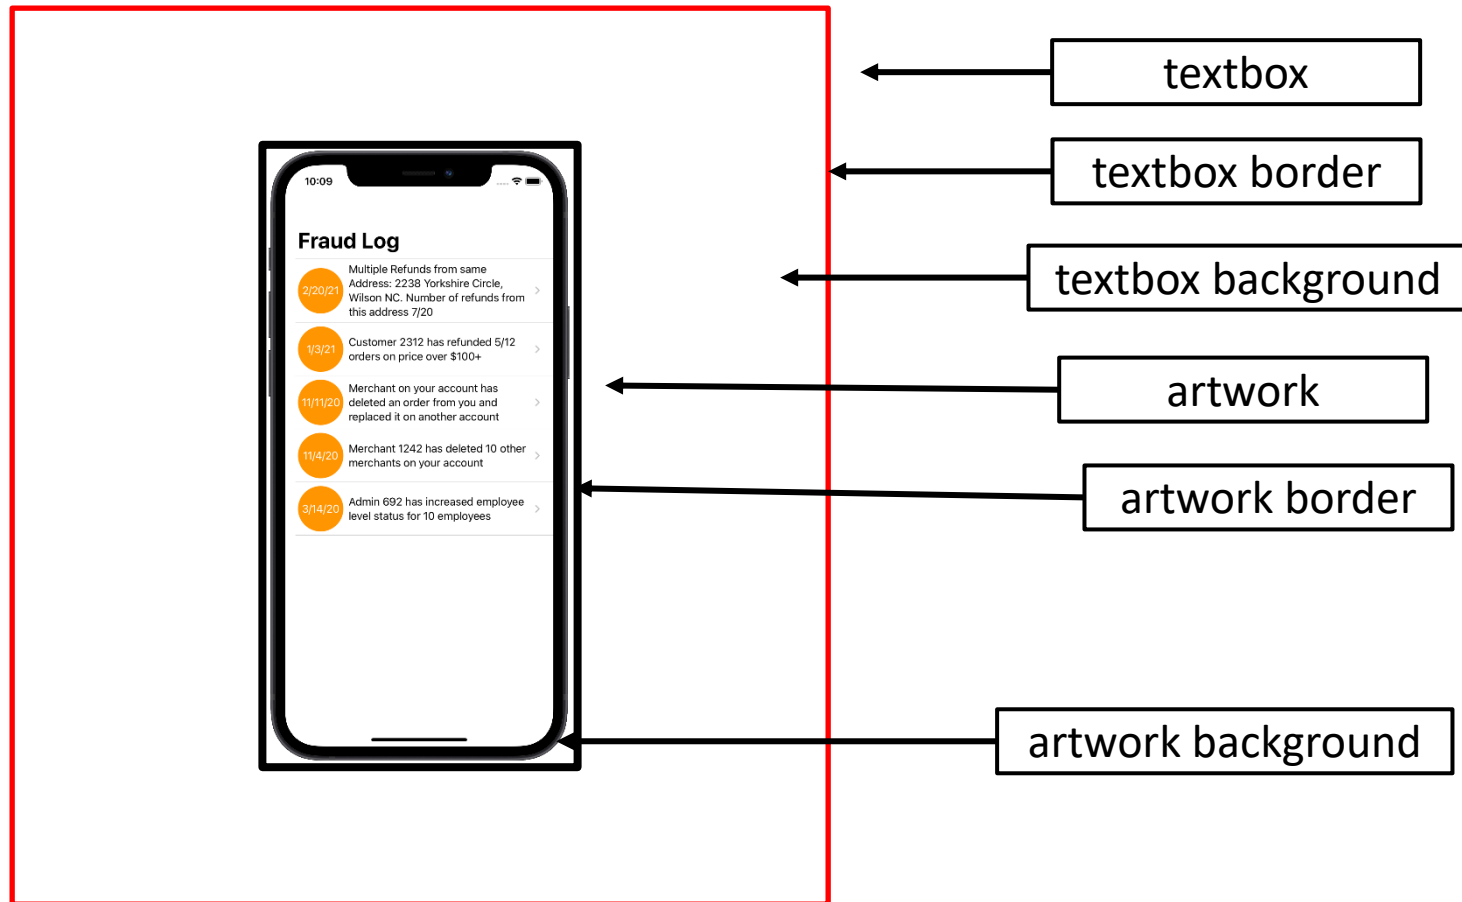 10:09
Fraud Log
2/20/21
Multiple Refunds from same
Address: 2238 Yorkshire Circle,
Wilson NC. Number of refunds from
this address 7/20
1/3/21
Customer 2312 has refunded 5/12
orders on price over $100+
11/11/20
Merchant on your account has
deleted an order from you and
replaced it on another account
11/4/20
Merchant 1242 has deleted 10 other
merchants on your account
3/14/20
Admin 692 has increased employee
level status for 10 employees
textbox
textbox border
textbox background
artwork
artwork border
artwork background